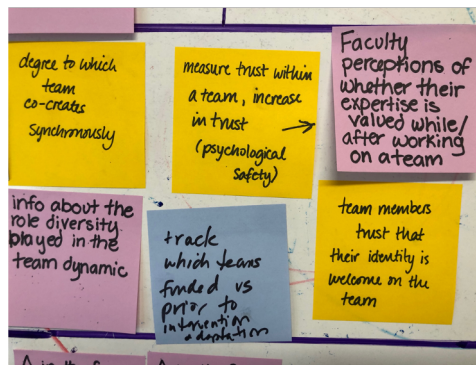 degree to which
team
co-creates
synchronously
measure trust within
a team, increase
in trust
(psychological
safety)
Faculty
perceptions of
whether their
expertise is
valued while/
after working
on a team
info about the
role diversity
played in the
team dynamic
track
which teams
funded vs
prior to
intervention
adaptation
team members
trust that
their identity is
welcome on the
team